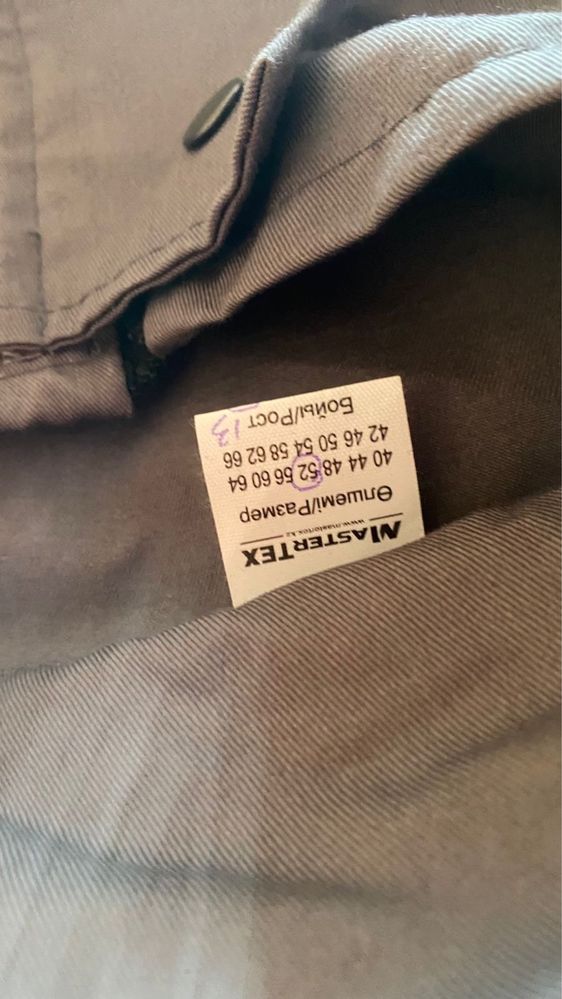 MASTERTEX
www.mastertex.kz
Өлшемі/Размер
40 44 48 52 56 60 64
42 46 50 54 58 62 66
Бойы/Рост